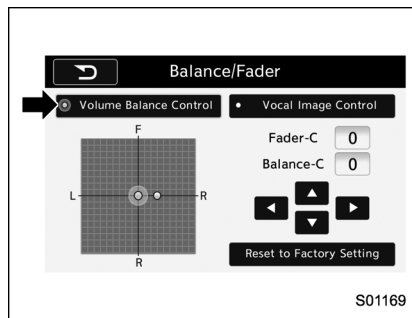 Balance/Fader
Volume Balance Control
Vocal Image Control
F
L
R
R
Fader-C 0
Balance-C 0
Reset to Factory Setting
S01169